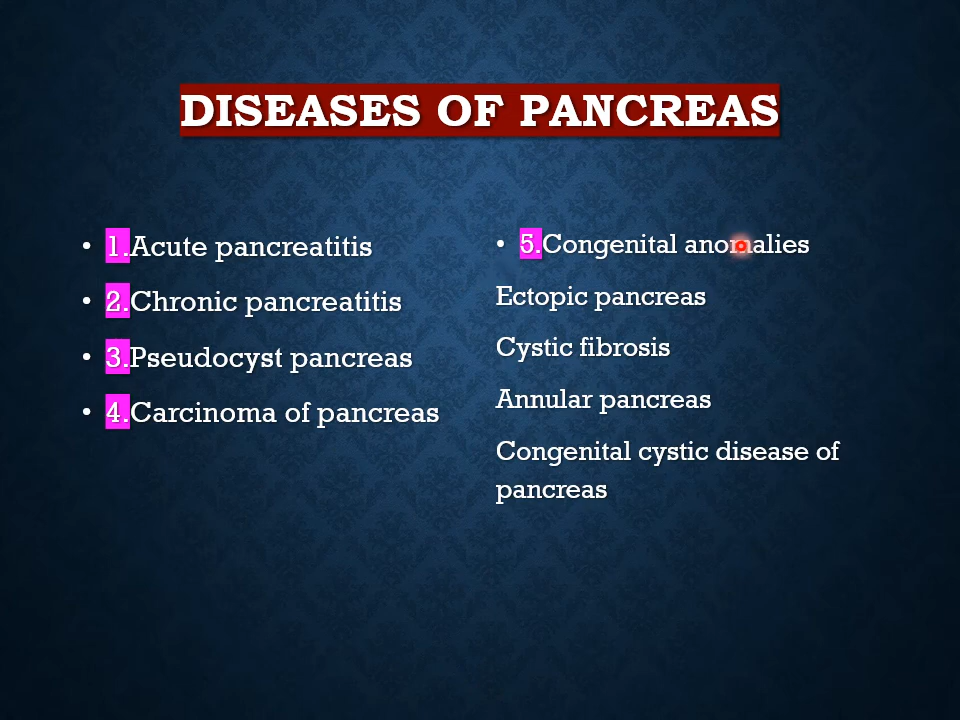 DISEASES OF PANCREAS
• 1.Acute pancreatitis
• 2.Chronic pancreatitis
• 3.Pseudocyst pancreas
• 4.Carcinoma of pancreas
• 5.Congenital anomalies
Ectopic pancreas
Cystic fibrosis
Annular pancreas
Congenital cystic disease of
pancreas